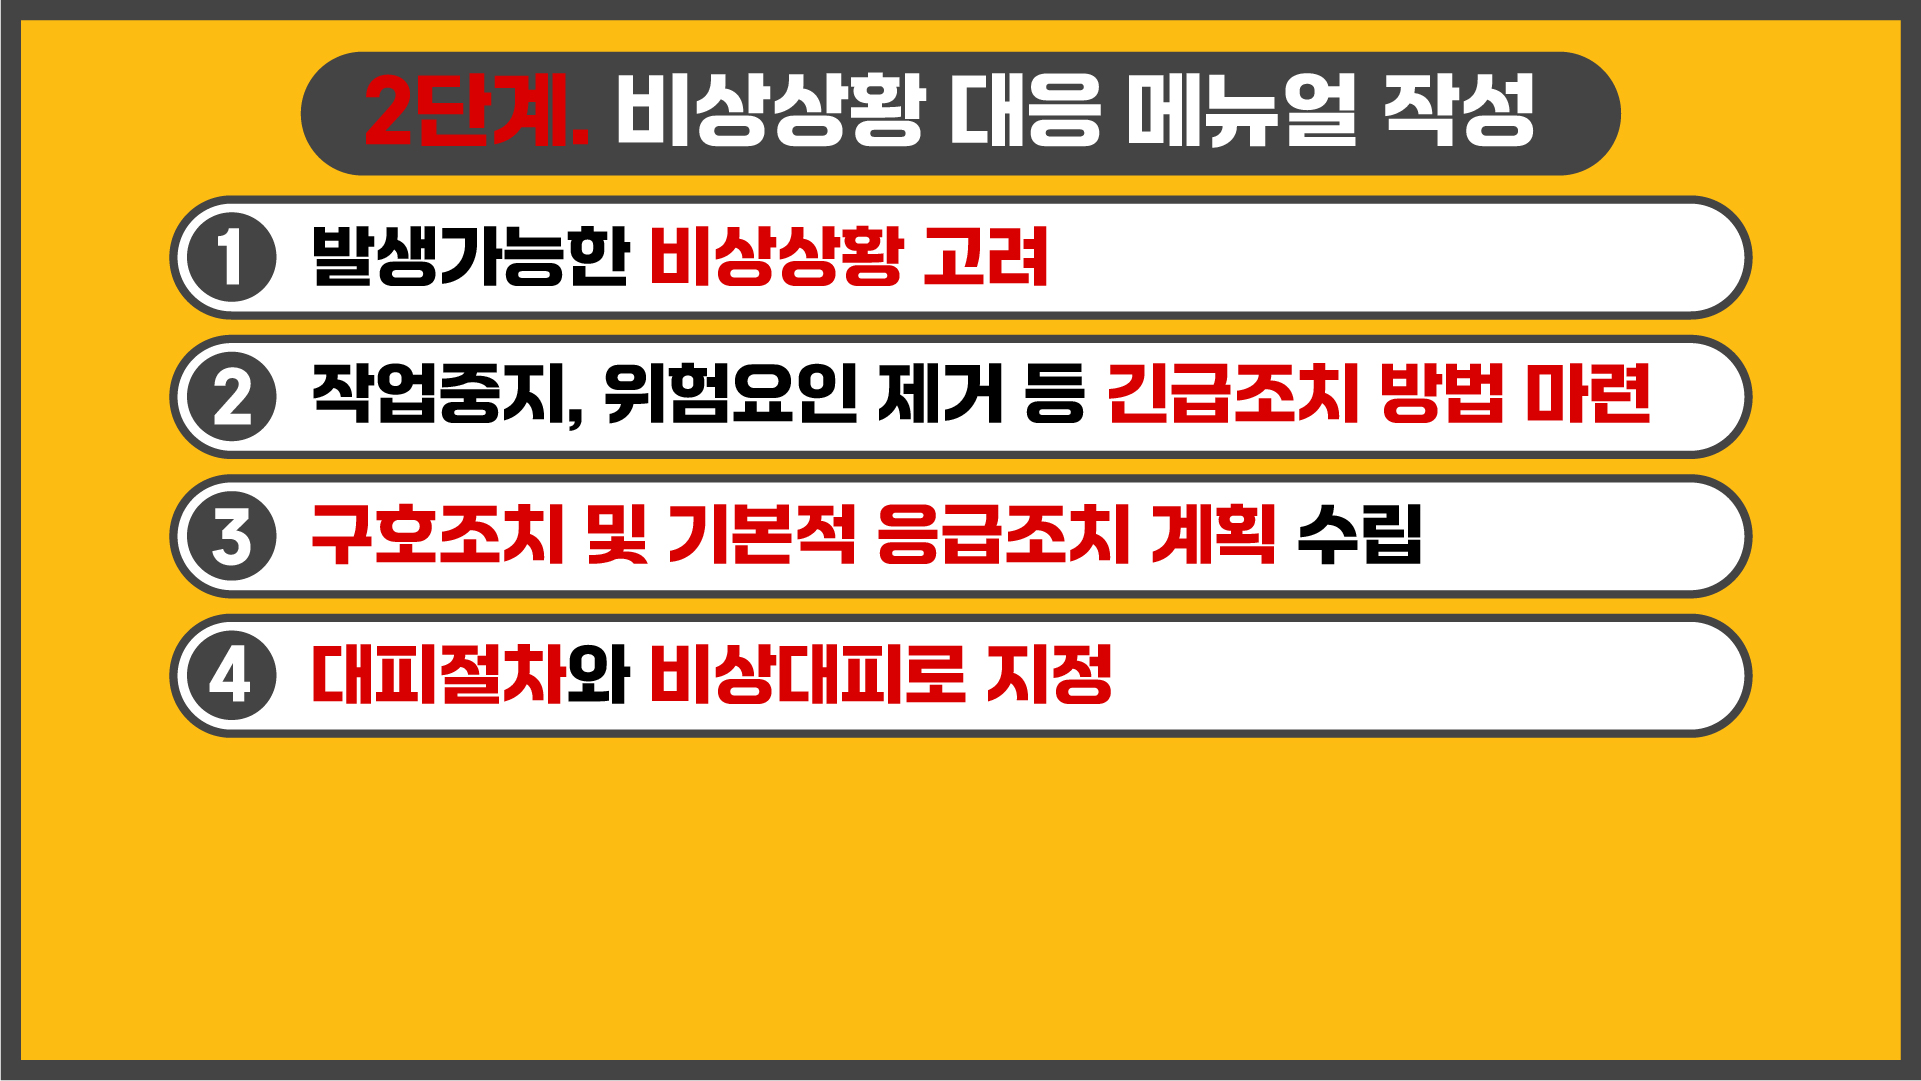 2단계. 비상상황 대응 메뉴얼 작성
1 발생가능한 비상상황 고려
2 작업중지, 위험요인 제거 등 긴급조치 방법 마련
3 구호조치 및 기본적 응급조치 계획 수립
4 대피절차와 비상대피로 지정